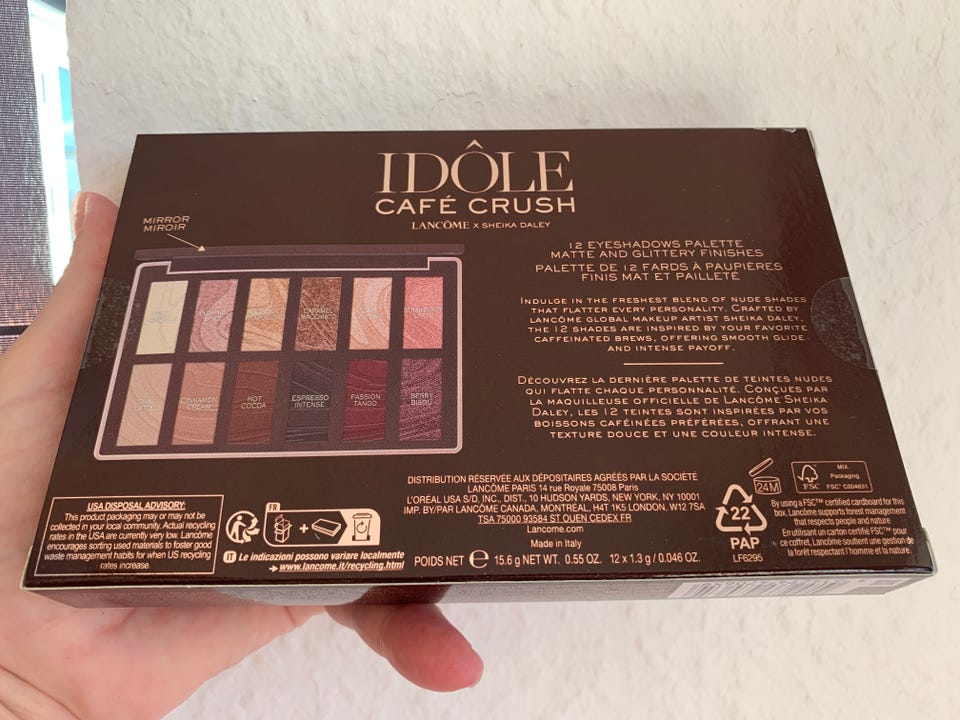 IDÔLE
CAFÉ CRUSH
LANCÔME X SHEIKA DALEY
MIRROR
MIROIR
CARAMEL
MACCHIATO
LATTE
CINNAMON
CREAM
HOT
COCOA
ESPRESSO
INTENSE
PASSION
TANGO
BERRY
BISOU
12 EYESHADOWS PALETTE
MATTE AND GLITTERY FINISHES
PALETTE DE 12 FARDS À PAUPIÈRES
FINIS MAT ET PAILLETÉ
INDULGE IN THE FRESHEST BLEND OF NUDE SHADES
THAT FLATTER EVERY PERSONALITY. CRAFTED BY
LANCÔME GLOBAL MAKEUP ARTIST SHEIKA DALEY,
THE 12 SHADES ARE INSPIRED BY YOUR FAVORITE
CAFFEINATED BREWS, OFFERING SMOOTH GLIDE
AND INTENSE PAYOFF.
DÉCOUVREZ LA DERNIÈRE PALETTE DE TEINTES NUDES
QUI FLATTE CHAQUE PERSONNALITÉ. CONÇUES PAR
LA MAQUILLEUSE OFFICIELLE DE LANCÔME SHEIKA
DALEY, LES 12 TEINTES SONT INSPIRÉES PAR VOS
BOISSONS CAFÉINÉES PRÉFÉRÉES, OFFRANT UNE
TEXTURE DOUCE ET UNE COULEUR INTENSE.
USA DISPOSAL ADVISORY:
This product packaging may or may not be
collected in your local community. Actual recycling
rates in the USA are currently very low. Lancôme
encourages sorting used materials to foster good
waste management habits for when US recycling
rates increase.
FR
IT Le indicazioni possono variare localmente
www.lancome.it/recycling.html
DISTRIBUTION RÉSERVÉE AUX DÉPOSITAIRES AGRÉÉS PAR LA SOCIÉTÉ
LANCÔME PARIS 14 rue Royale 75008 Paris
L'ORÉAL USA S/D, INC., DIST., 10 HUDSON YARDS, NEW YORK, NY 10001
IMP. BY/PAR LANCÔME CANADA, MONTRÉAL, H4T 1K5 LONDON, W12 7SA
TSA 75000 93584 ST OUEN CEDEX FR
Lancome.com
Made in Italy
POIDS NET ℮ 15.6 g NET WT. 0.55 OZ. 12 x 1.3 g / 0.046 OZ.
24M
22
PAP
LF6295
FSC
MIX
Packaging
FSC® C004631
By using a FSC™ certified cardboard for this
box, Lancôme supports forest management
that respects people and nature.
En utilisant un carton certifié FSC™ pour
ce coffret, Lancôme soutient une gestion de
la forêt respectant l'homme et la nature.